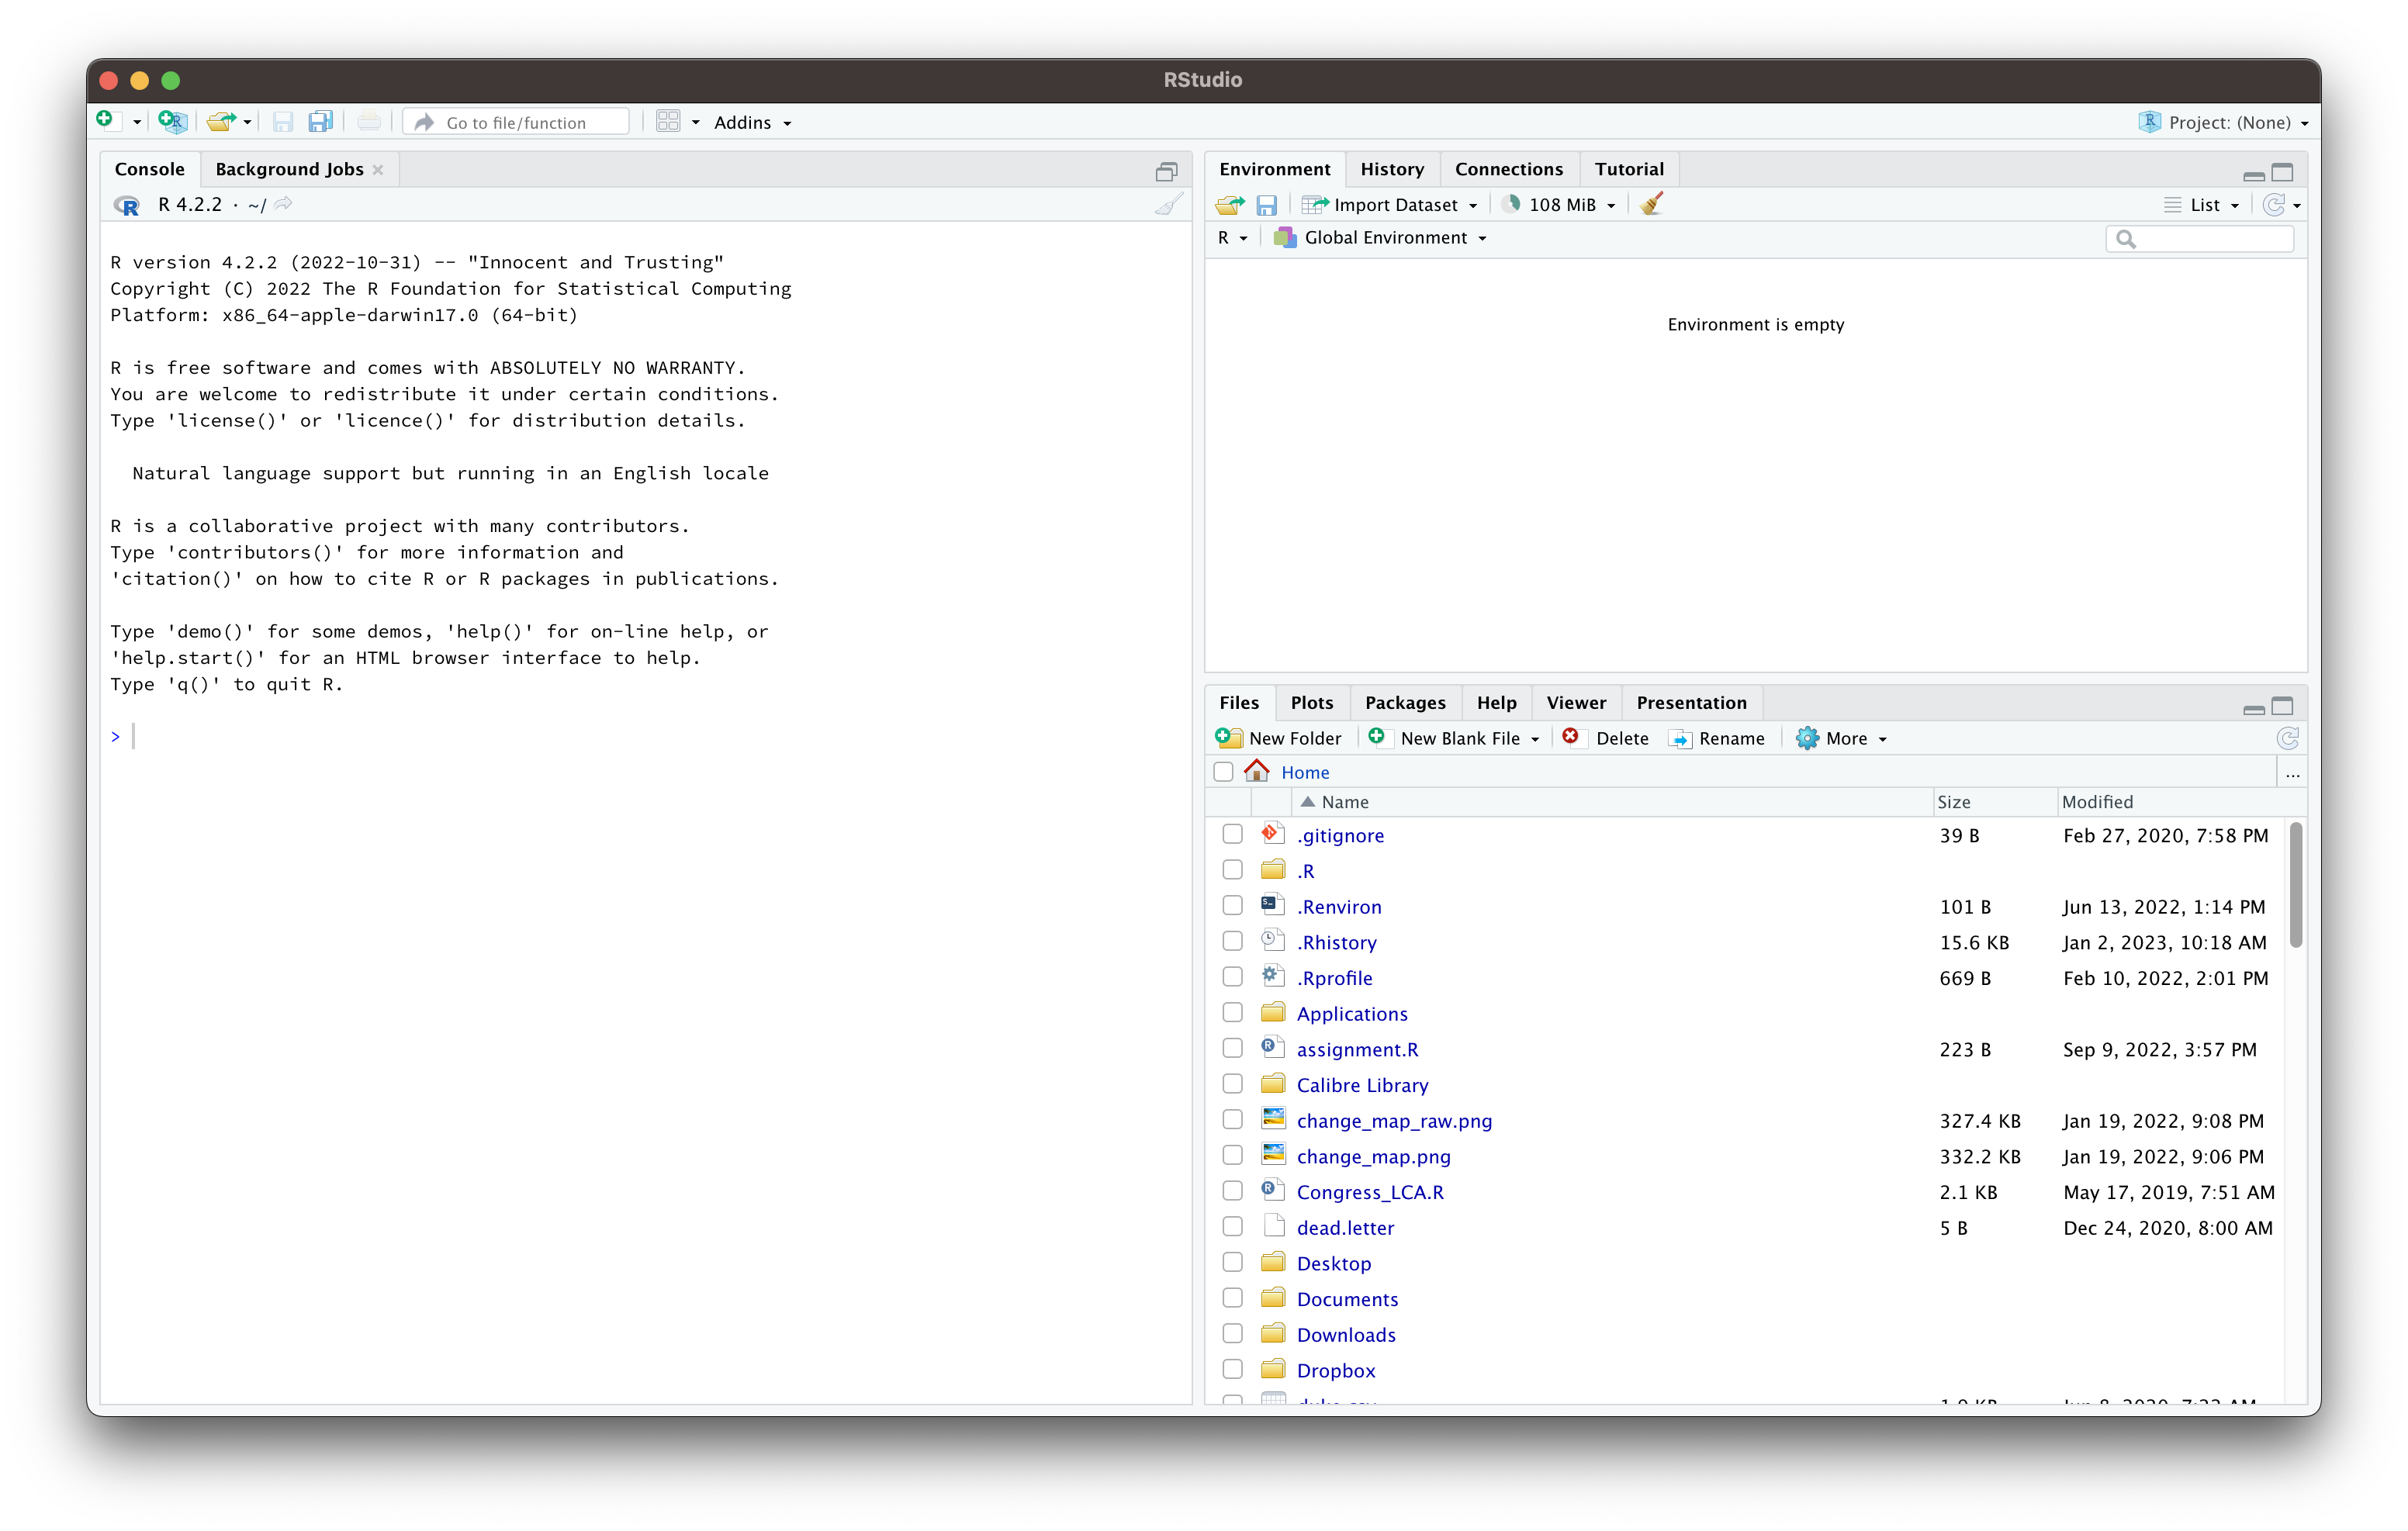 RStudio
Go to file/function
Addins
Project: (None)
Console
Background Jobs
R 4.2.2 · ~/
R version 4.2.2 (2022-10-31) -- "Innocent and Trusting"
Copyright (C) 2022 The R Foundation for Statistical Computing
Platform: x86_64-apple-darwin17.0 (64-bit)
R is free software and comes with ABSOLUTELY NO WARRANTY.
You are welcome to redistribute it under certain conditions.
Type 'license()' or 'licence()' for distribution details.
Natural language support but running in an English locale
R is a collaborative project with many contributors.
Type 'contributors()' for more information and
'citation()' on how to cite R or R packages in publications.
Type 'demo()' for some demos, 'help()' for on-line help, or
'help.start()' for an HTML browser interface to help.
Type 'q()' to quit R.
>
Environment History Connections Tutorial
Import Dataset 108 MiB List
R Global Environment
Environment is empty
Files Plots Packages Help Viewer Presentation
New Folder New Blank File Delete Rename More
Home ...
Name Size Modified
.gitignore 39 B Feb 27, 2020, 7:58 PM
.R
.Renviron 101 B Jun 13, 2022, 1:14 PM
.Rhistory 15.6 KB Jan 2, 2023, 10:18 AM
.Rprofile 669 B Feb 10, 2022, 2:01 PM
Applications
assignment.R 223 B Sep 9, 2022, 3:57 PM
Calibre Library
change_map_raw.png 327.4 KB Jan 19, 2022, 9:08 PM
change_map.png 332.2 KB Jan 19, 2022, 9:06 PM
Congress_LCA.R 2.1 KB May 17, 2019, 7:51 AM
dead.letter 5 B Dec 24, 2020, 8:00 AM
Desktop
Documents
Downloads
Dropbox